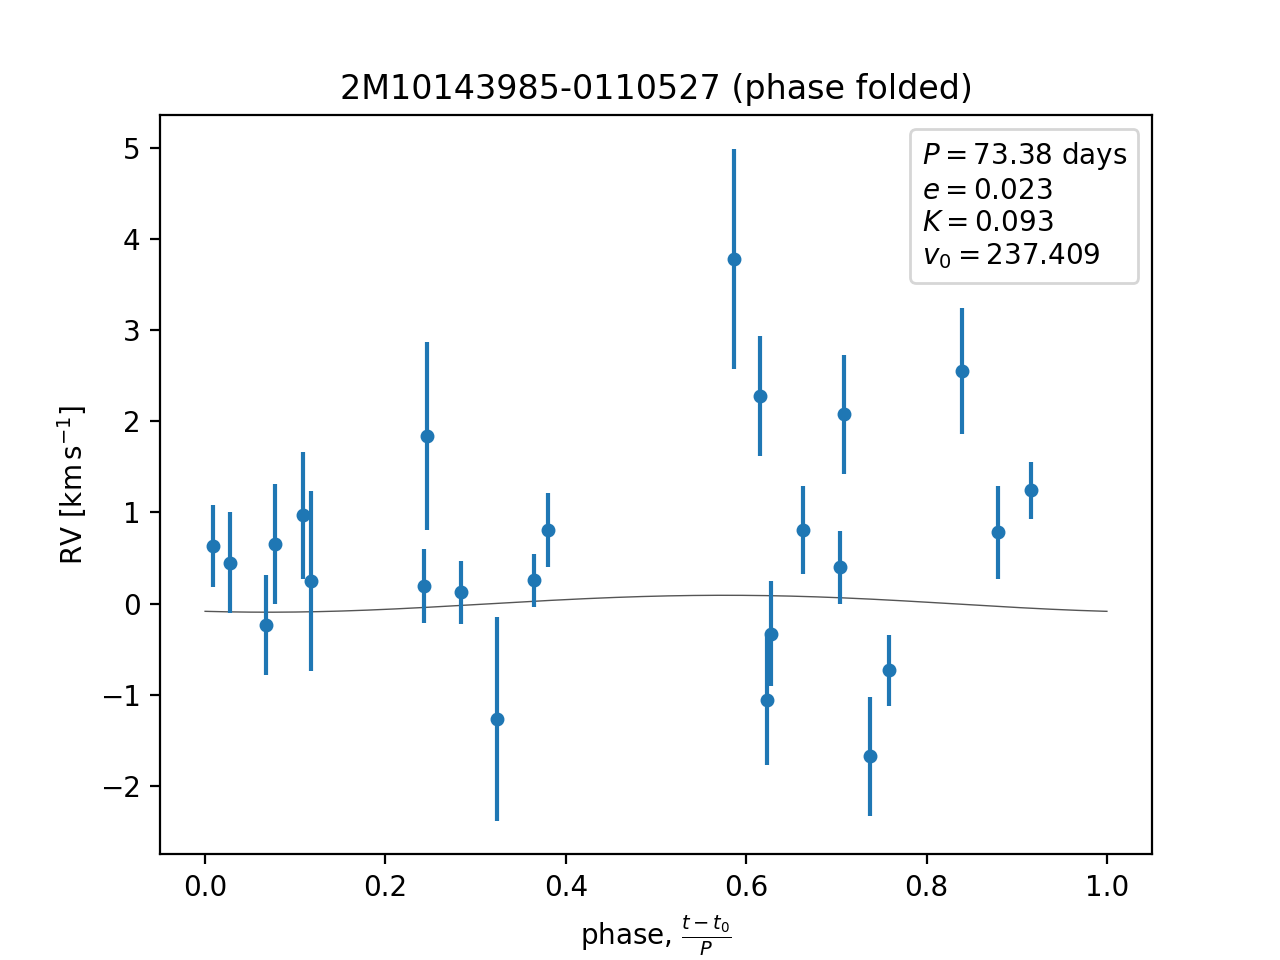 2M10143985-0110527 (phase folded)
P = 73.38 days
e = 0.023
K = 0.093
v₀ = 237.409
5
4
3
2
1
0
−1
−2
RV [km s⁻¹]
0.0 0.2 0.4 0.6 0.8 1.0
phase, (t − t₀)/P